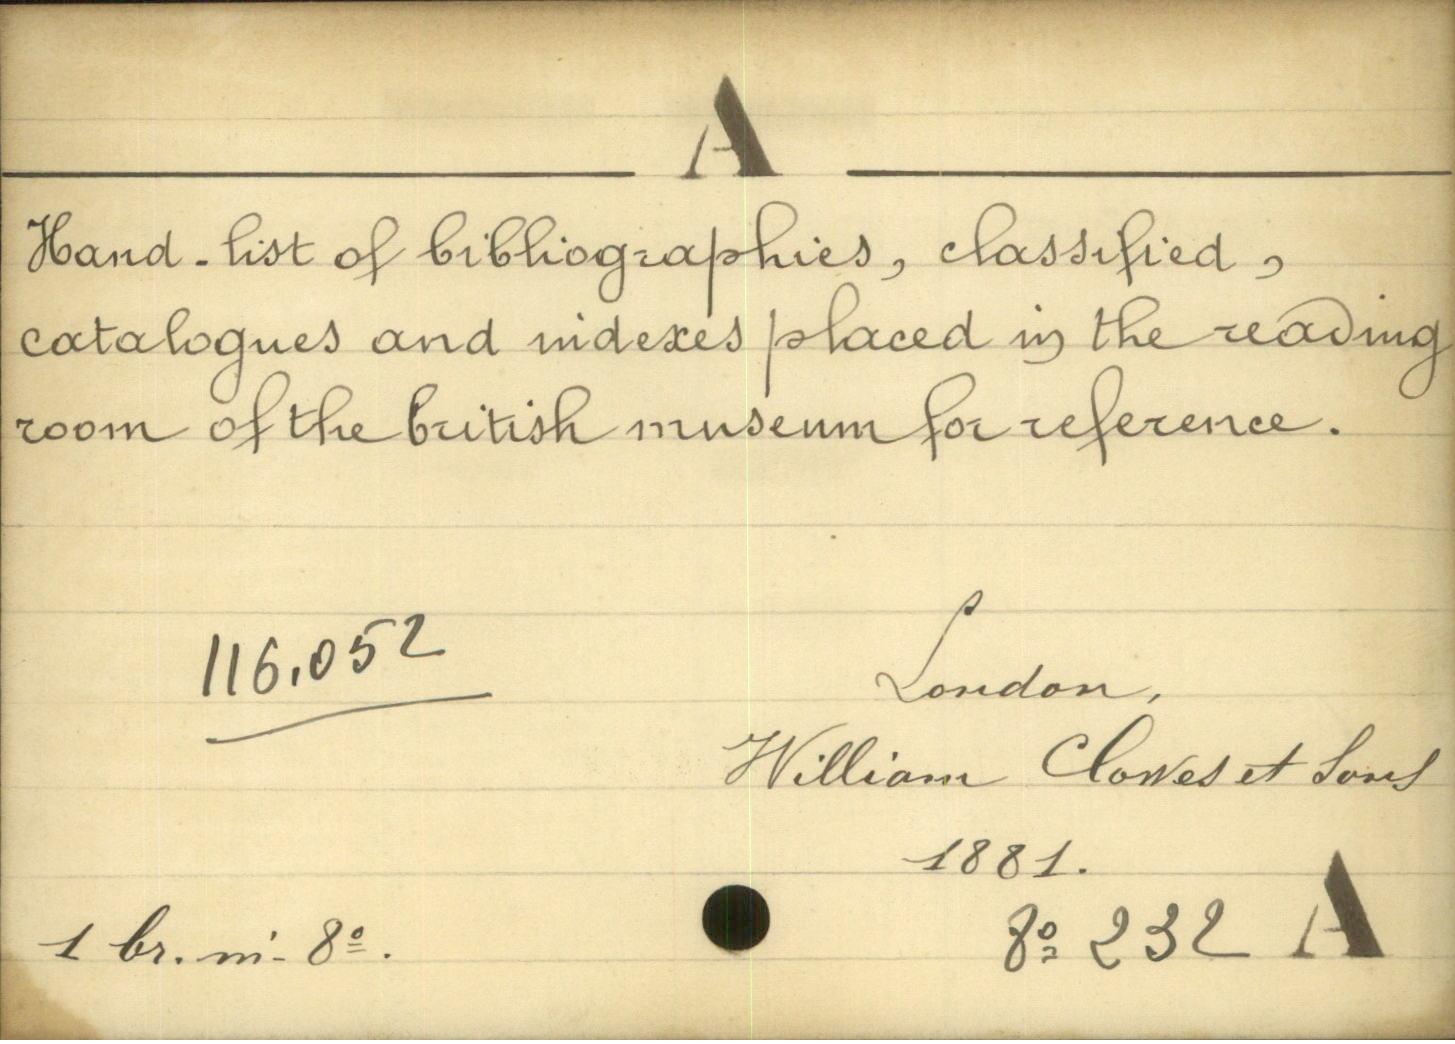 A
Hand-list of bibliographies, classified,
catalogues and indexes placed in the reading
room of the british museum for reference.
116,052
London,
William Clowes et Sons
1881.
1 br. in-8º.
8º 232 A